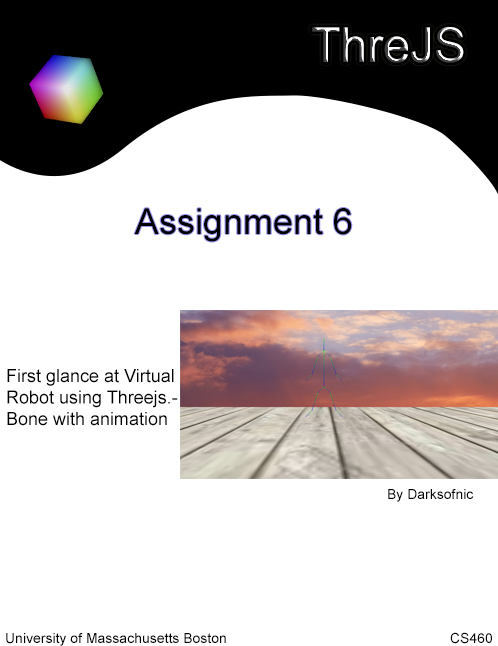 ThreJS
Assignment 6
First glance at Virtual
Robot using Threejs.-
Bone with animation
By Darksofnic
University of Massachusetts Boston
CS460